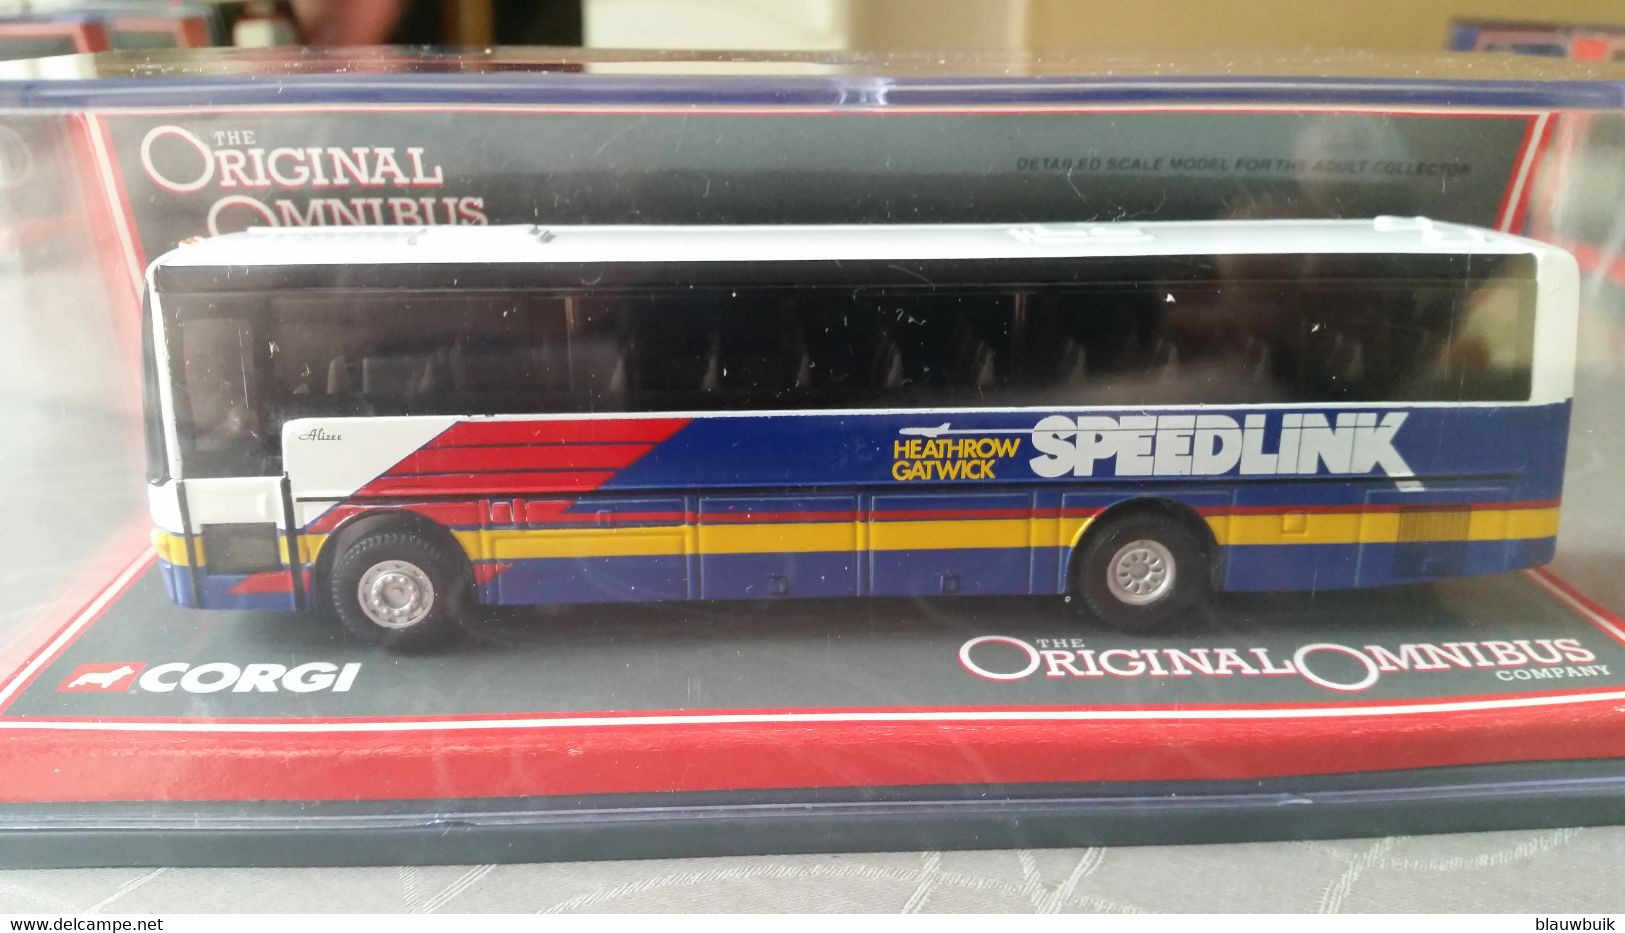 THE
ORIGINAL
OMNIBUS
DETAILED SCALE MODEL FOR THE ADULT COLLECTOR
Alizee
HEATHROW
GATWICK
SPEEDLINK
CORGI
THE
ORIGINAL OMNIBUS
COMPANY
www.delcampe.net
blauwbuik